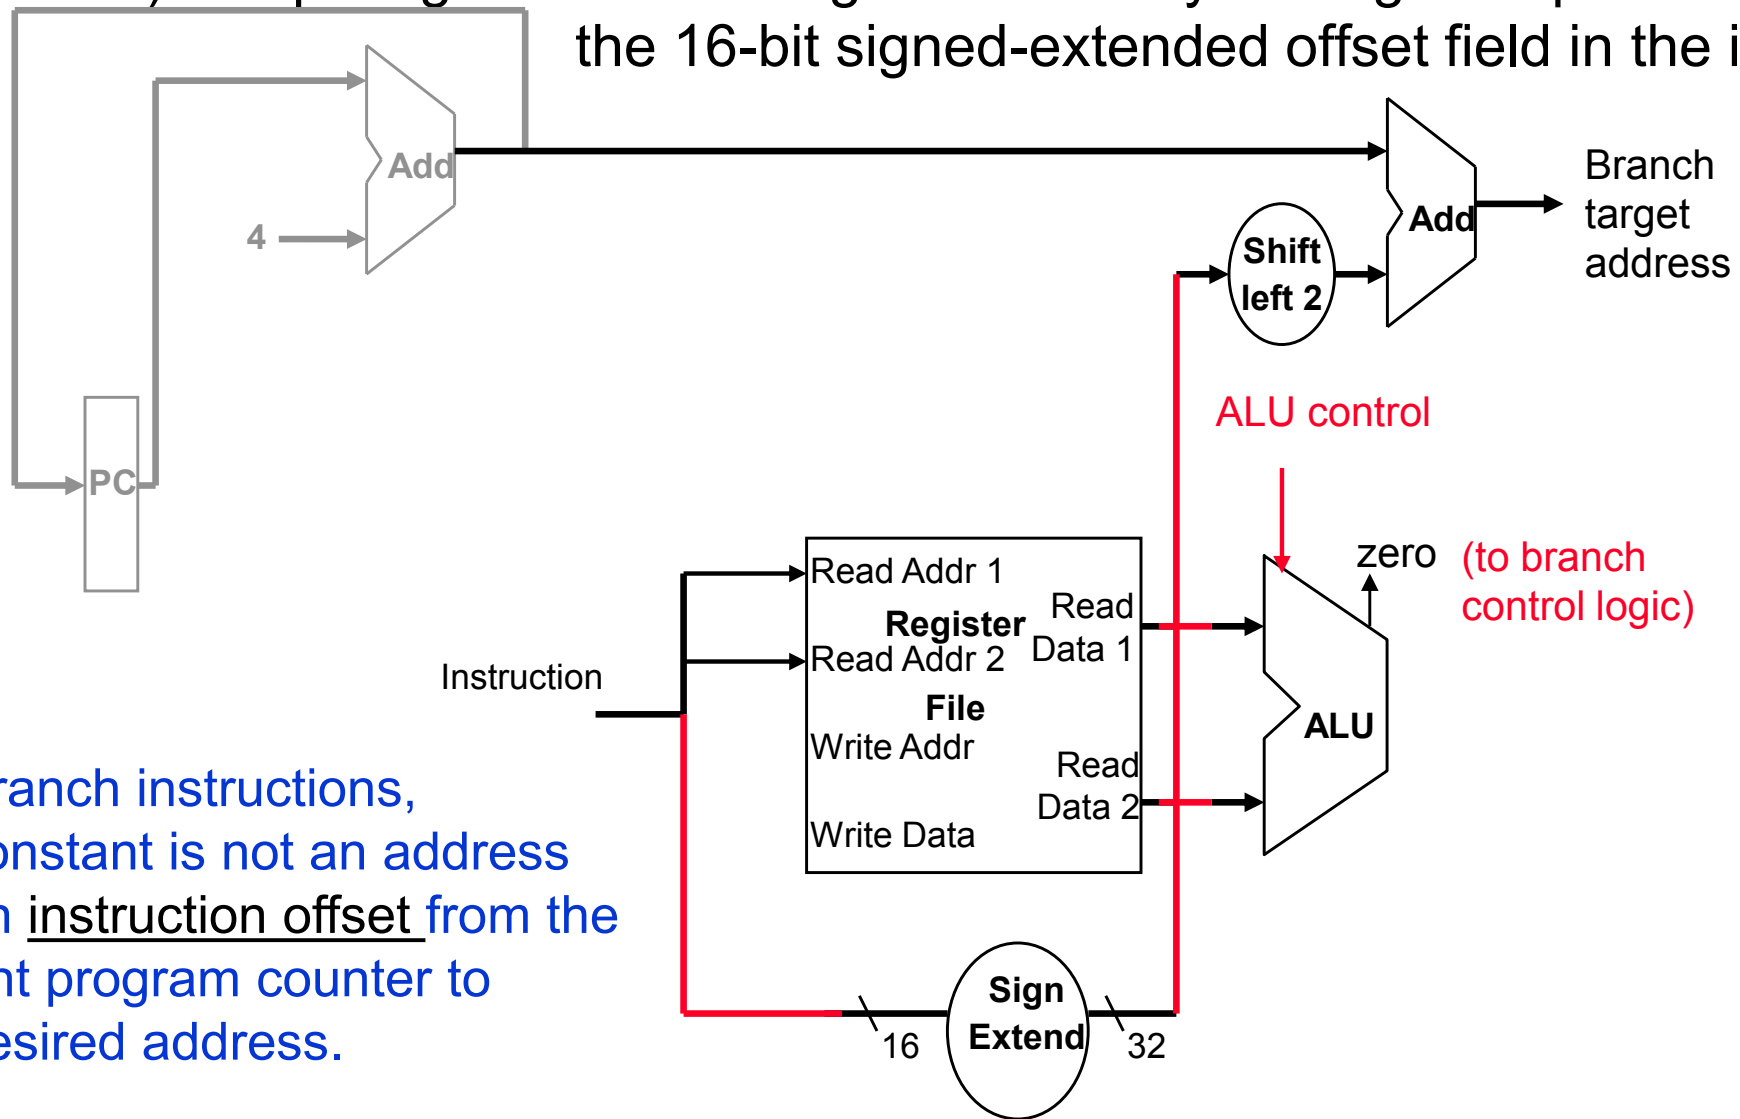 the 16-bit signed-extended offset field in the i
Add
4
PC
Branch
target
address
Add
Shift
left 2
ALU control
zero
(to branch
control logic)
Read Addr 1
Register
Read Addr 2
File
Write Addr
Write Data
Read
Data 1
Read
Data 2
ALU
Instruction
ranch instructions,
onstant is not an address
n instruction offset from the
nt program counter to
esired address.
Sign
Extend
16
32